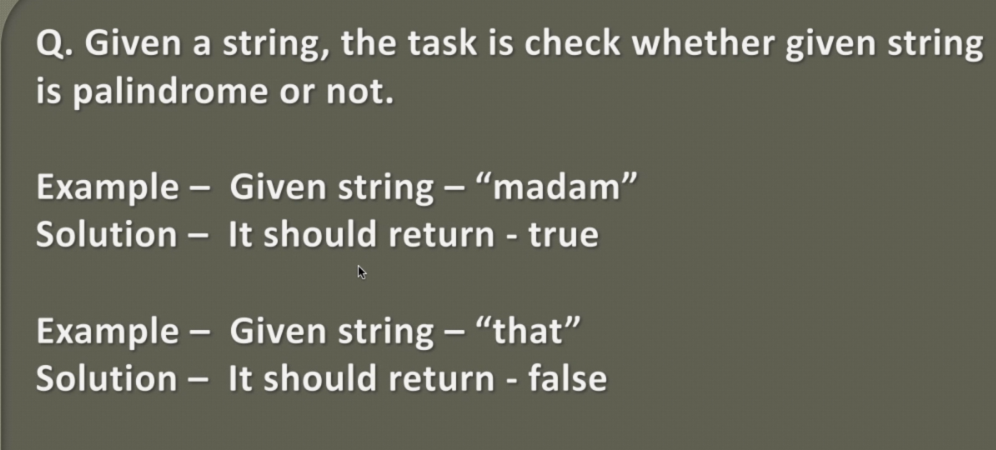 Q. Given a string, the task is check whether given string
is palindrome or not.
Example – Given string – “madam”
Solution – It should return - true
Example – Given string – “that”
Solution – It should return - false